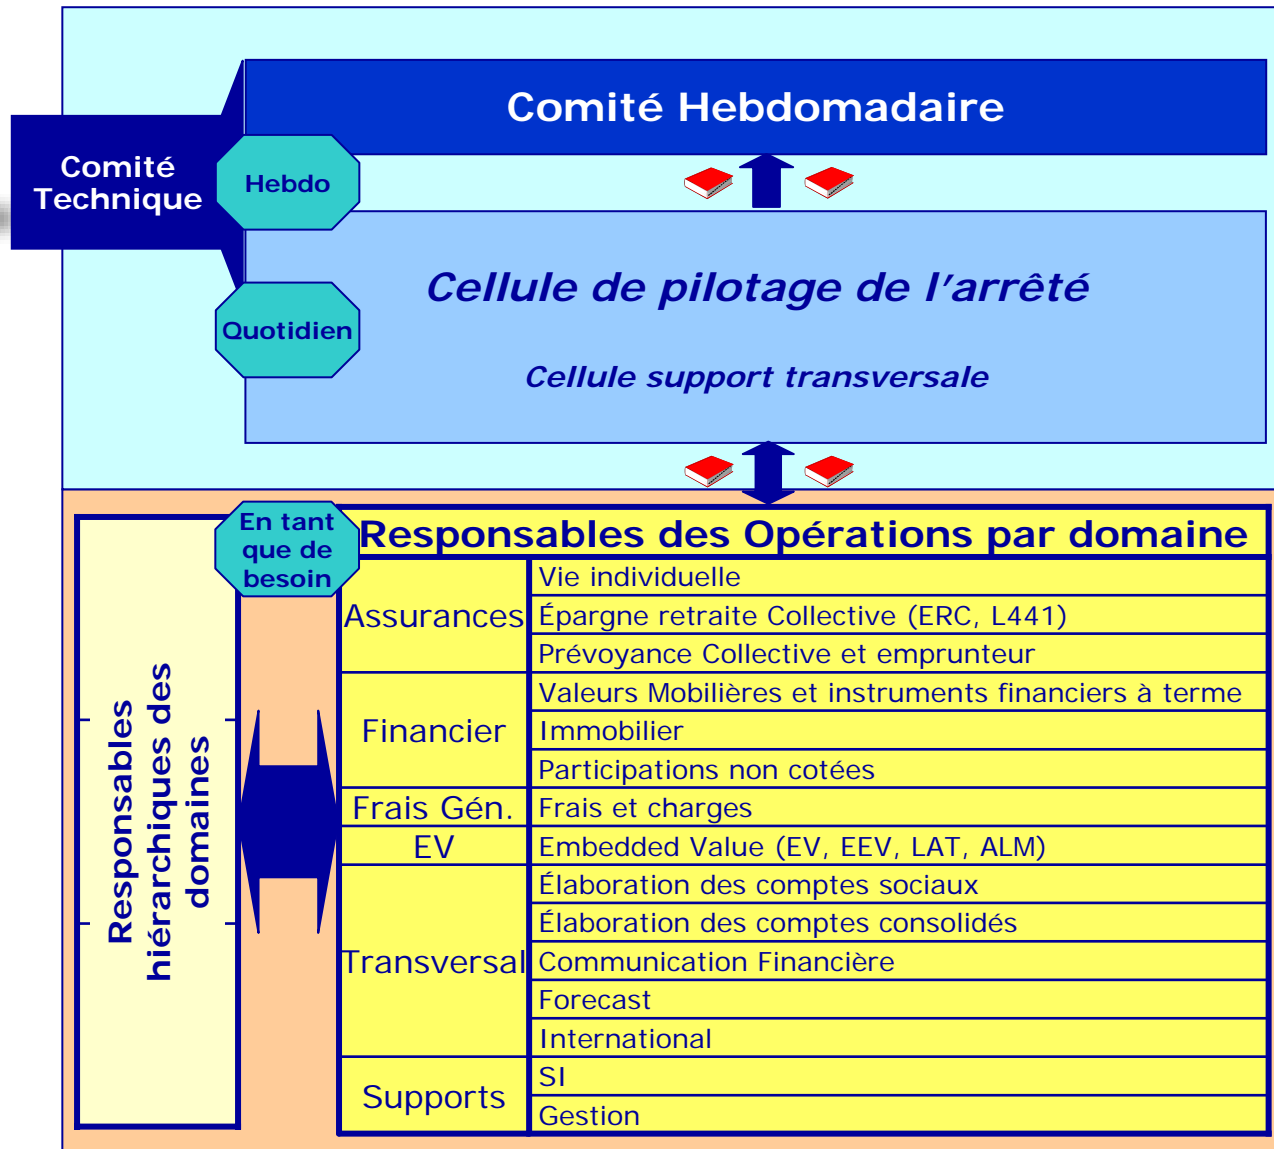 Comité Hebdomadaire
Comité
Technique
Hebdo
Cellule de pilotage de l’arrêté
Quotidien
Cellule support transversale
En tant
que de
besoin
Responsables des Opérations par domaine
Responsables
hiérarchiques des
domaines
Assurances
Vie individuelle
Épargne retraite Collective (ERC, L441)
Prévoyance Collective et emprunteur
Financier
Valeurs Mobilières et instruments financiers à terme
Immobilier
Participations non cotées
Frais Gén.
Frais et charges
EV
Embedded Value (EV, EEV, LAT, ALM)
Transversal
Élaboration des comptes sociaux
Élaboration des comptes consolidés
Communication Financière
Forecast
International
Supports
SI
Gestion